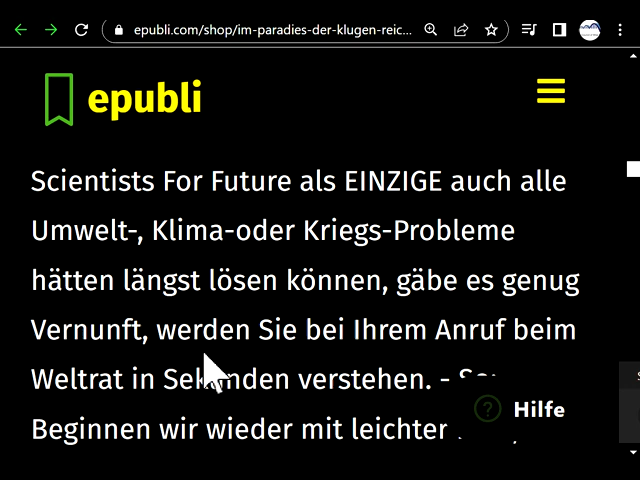 epubli.com/shop/im-paradies-der-klugen-reic...
epubli
Scientists For Future als EINZIGE auch alle
Umwelt-, Klima-oder Kriegs-Probleme
hätten längst lösen können, gäbe es genug
Vernunft, werden Sie bei Ihrem Anruf beim
Weltrat in Sekunden verstehen. -
Beginnen wir wieder mit leichter
Hilfe